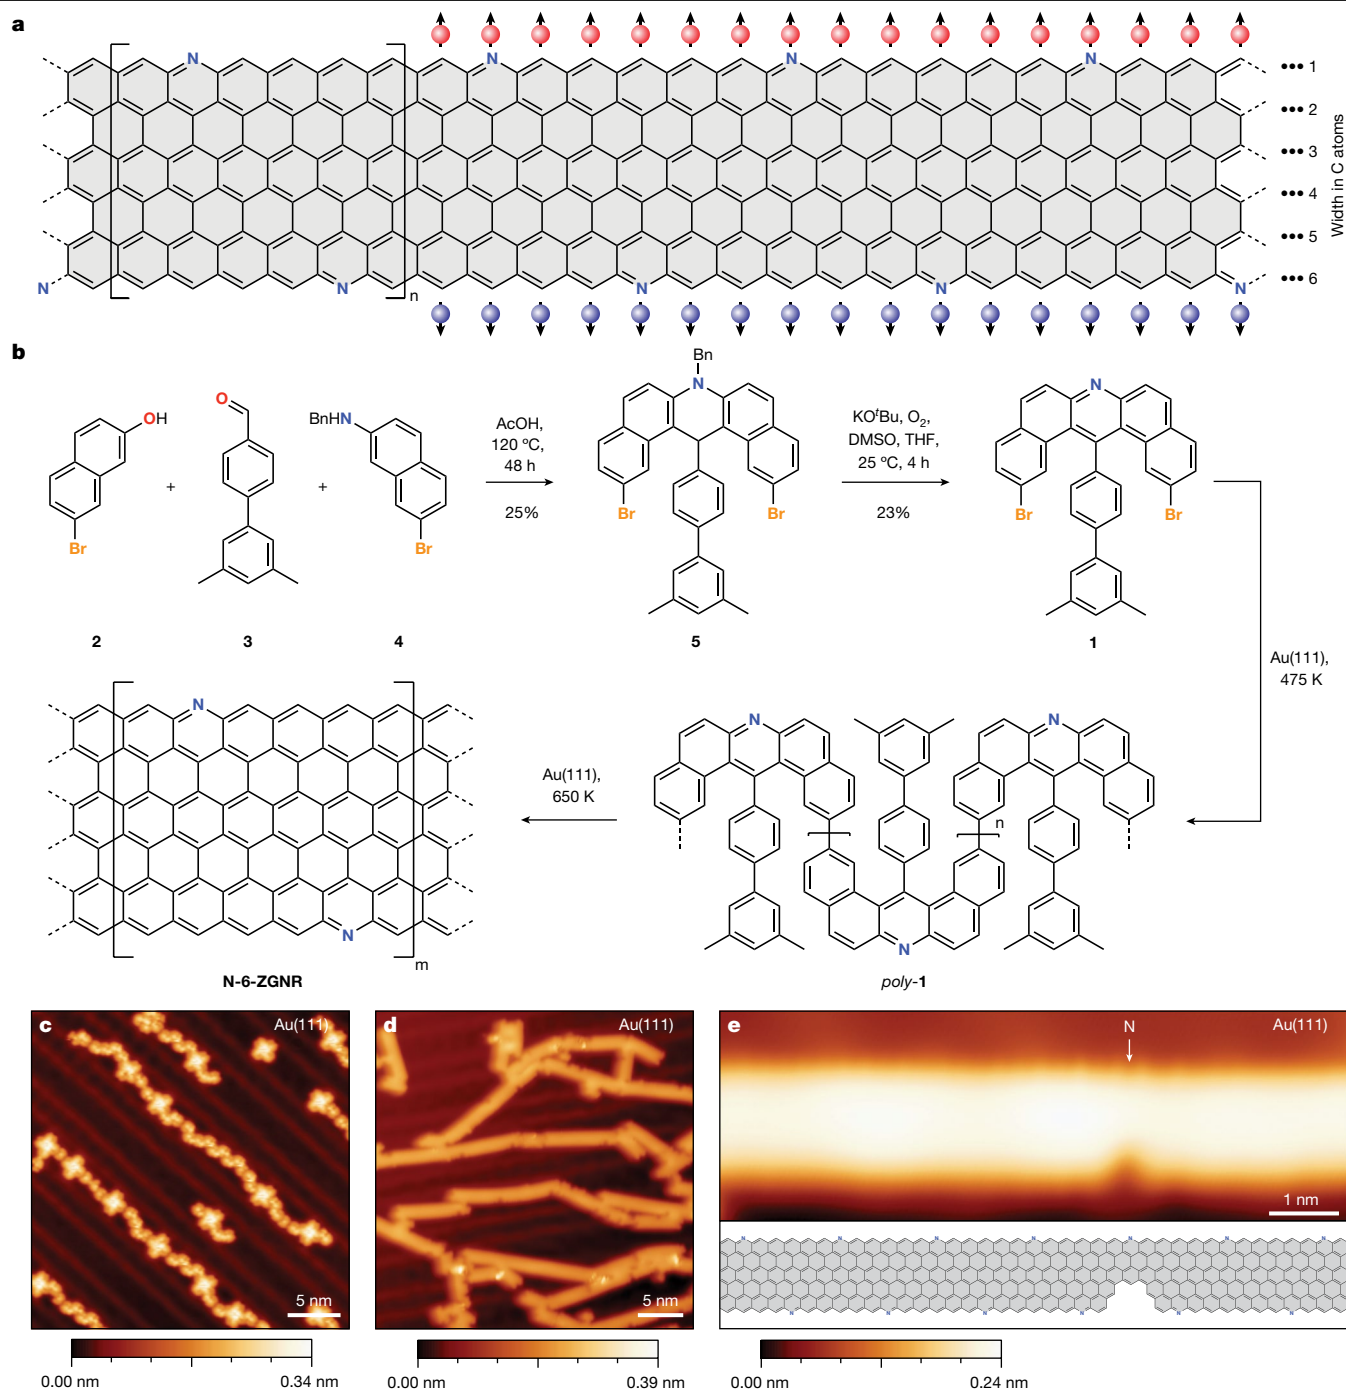 a
N
N
N
N
N
N
N
N
N
n
••• 1
••• 2
••• 3
••• 4
••• 5
••• 6
Width in C atoms
b
OH
Br
2
+
O
3
+
BnHN
Br
4
AcOH,
120 ºC,
48 h
25%
Bn
N
Br
Br
5
KOᵗBu, O₂,
DMSO, THF,
25 ºC, 4 h
23%
N
Br
Br
1
Au(111),
475 K
N
N
n
N
poly-1
Au(111),
650 K
N
N
m
N-6-ZGNR
c
Au(111)
5 nm
0.00 nm
0.34 nm
d
Au(111)
5 nm
0.00 nm
0.39 nm
e
N
Au(111)
1 nm
N
N
N
N
N
N
N
N
N
N
N
N
0.00 nm
0.24 nm